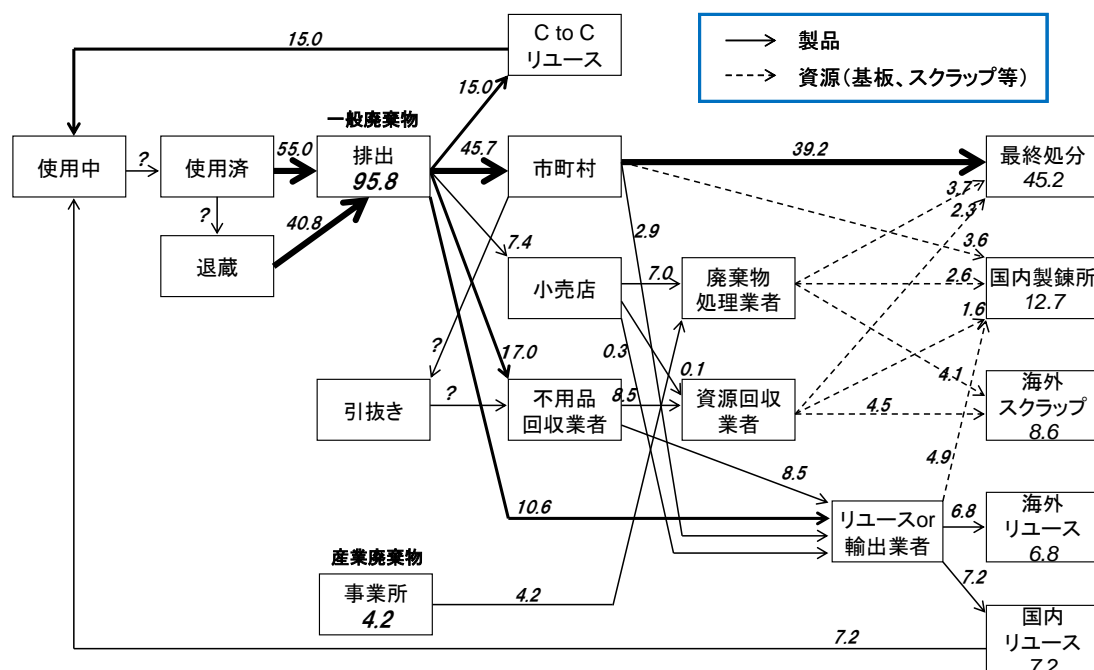 15.0
C to C
リユース
製品
資源(基板、スクラップ等)
15.0
一般廃棄物
使用中
?
使用済
55.0
排出
95.8
45.7
市町村
39.2
最終処分
45.2
?
40.8
退蔵
7.4
2.9
3.7
2.3
3.6
小売店
7.0
廃棄物
処理業者
2.6
国内製錬所
12.7
1.6
?
17.0
0.3
0.1
4.1
引抜き
?
不用品
回収業者
8.5
資源回収
業者
4.5
海外
スクラップ
8.6
8.5
4.9
10.6
リユースor
輸出業者
6.8
海外
リユース
6.8
産業廃棄物
事業所
4.2
4.2
7.2
国内
リユース
7.2
7.2